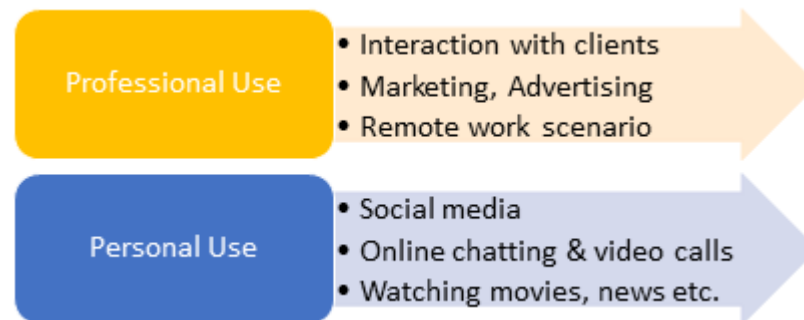 Professional Use
• Interaction with clients
• Marketing, Advertising
• Remote work scenario
Personal Use
• Social media
• Online chatting & video calls
• Watching movies, news etc.